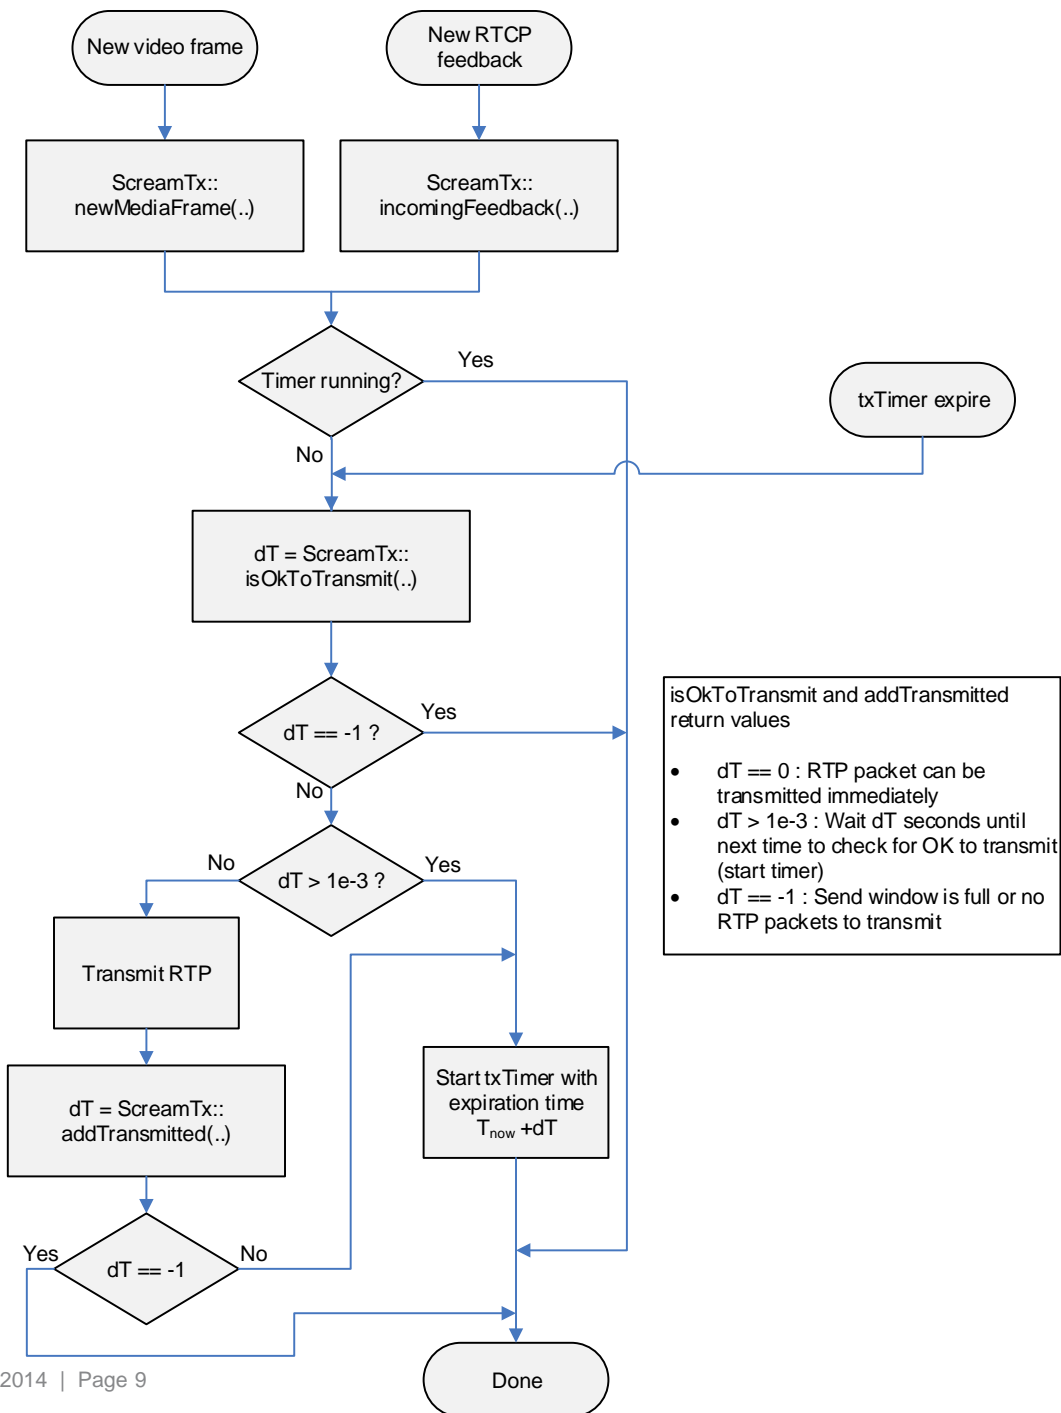 New video frame
New RTCP
feedback
ScreamTx::
newMediaFrame(..)
ScreamTx::
incomingFeedback(..)
Timer running?
Yes
txTimer expire
No
dT = ScreamTx::
isOkToTransmit(..)
dT == -1 ?
Yes
No
isOkToTransmit and addTransmitted
return values
• dT == 0 : RTP packet can be
transmitted immediately
• dT > 1e-3 : Wait dT seconds until
next time to check for OK to transmit
(start timer)
• dT == -1 : Send window is full or no
RTP packets to transmit
No
dT > 1e-3 ?
Yes
Transmit RTP
Start txTimer with
expiration time
Tnow +dT
dT = ScreamTx::
addTransmitted(..)
Yes
dT == -1
No
2014 | Page 9
Done